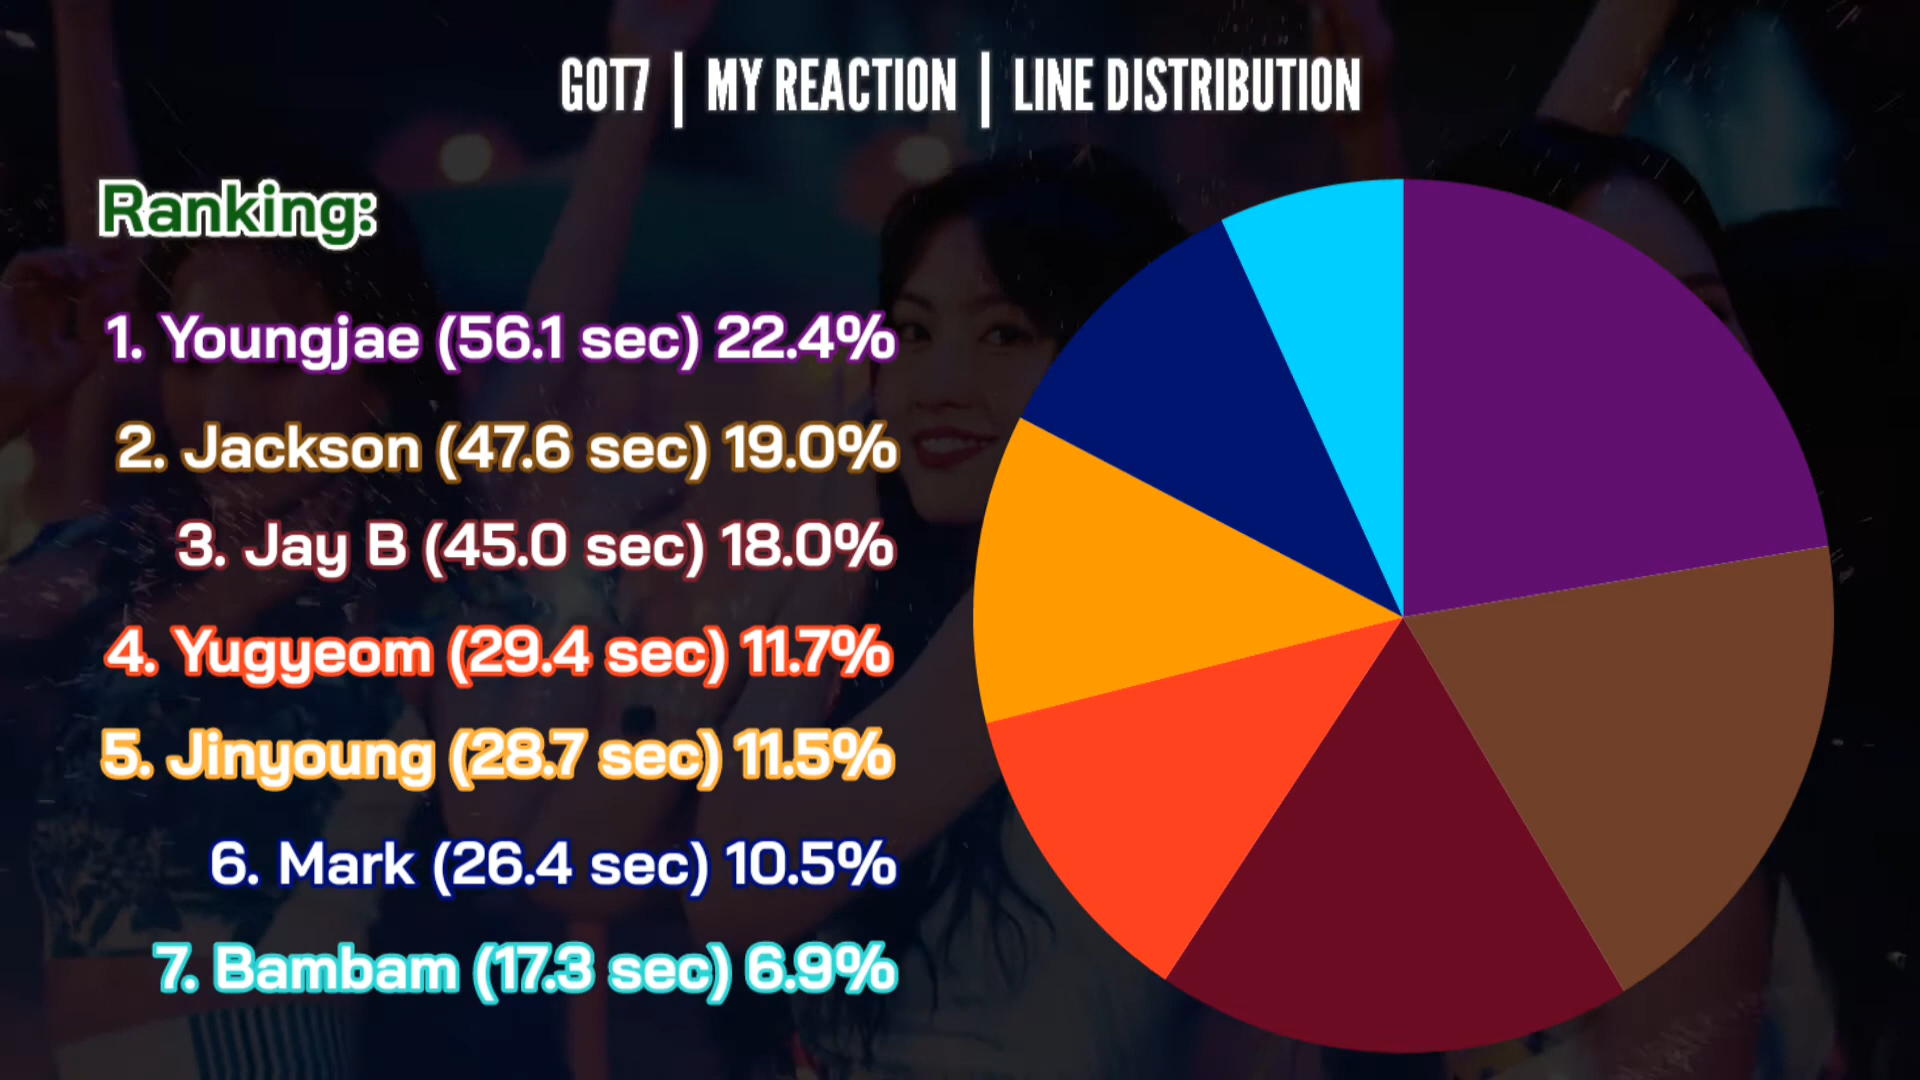 GOT7 | MY REACTION | LINE DISTRIBUTION
Ranking:
1. Youngjae (56.1 sec) 22.4%
2. Jackson (47.6 sec) 19.0%
3. Jay B (45.0 sec) 18.0%
4. Yugyeom (29.4 sec) 11.7%
5. Jinyoung (28.7 sec) 11.5%
6. Mark (26.4 sec) 10.5%
7. Bambam (17.3 sec) 6.9%